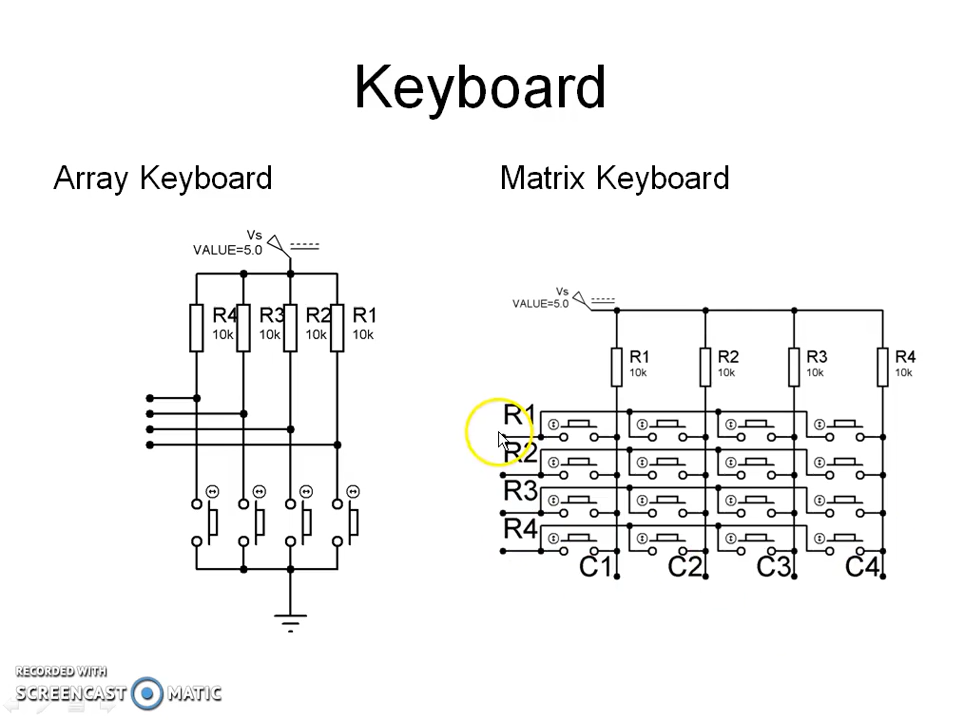 Keyboard
Array Keyboard
Matrix Keyboard
Vs
VALUE=5.0
R4
10k
R3
10k
R2
10k
R1
10k
Vs
VALUE=5.0
R1
10k
R2
10k
R3
10k
R4
10k
R1
R2
R3
R4
C1
C2
C3
C4
RECORDED WITH
SCREENCAST MATIC